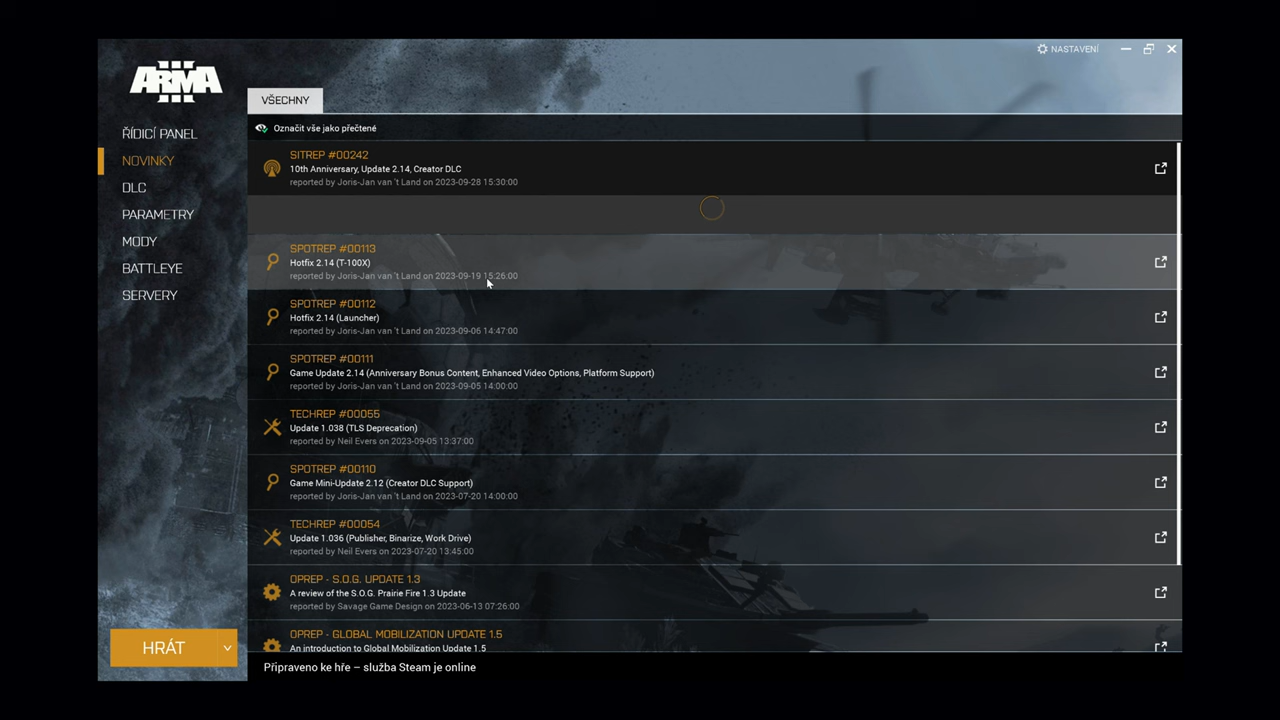 NASTAVENÍ
ARMA III
VŠECHNY
Označit vše jako přečtené
ŘÍDICÍ PANEL
NOVINKY
DLC
PARAMETRY
MODY
BATTLEYE
SERVERY
SITREP #00242
10th Anniversary, Update 2.14, Creator DLC
reported by Joris-Jan van 't Land on 2023-09-28 15:30:00
SPOTREP #00113
Hotfix 2.14 (T-100X)
reported by Joris-Jan van 't Land on 2023-09-19 15:26:00
SPOTREP #00112
Hotfix 2.14 (Launcher)
reported by Joris-Jan van 't Land on 2023-09-06 14:47:00
SPOTREP #00111
Game Update 2.14 (Anniversary Bonus Content, Enhanced Video Options, Platform Support)
reported by Joris-Jan van 't Land on 2023-09-05 14:00:00
TECHREP #00055
Update 1.038 (TLS Deprecation)
reported by Neil Evers on 2023-09-05 13:37:00
SPOTREP #00110
Game Mini-Update 2.12 (Creator DLC Support)
reported by Joris-Jan van 't Land on 2023-07-20 14:00:00
TECHREP #00054
Update 1.036 (Publisher, Binarize, Work Drive)
reported by Neil Evers on 2023-07-20 13:45:00
OPREP - S.O.G. UPDATE 1.3
A review of the S.O.G. Prairie Fire 1.3 Update
reported by Savage Game Design on 2023-06-13 07:26:00
OPREP - GLOBAL MOBILIZATION UPDATE 1.5
An introduction to Global Mobilization Update 1.5
HRÁT
Připraveno ke hře – služba Steam je online